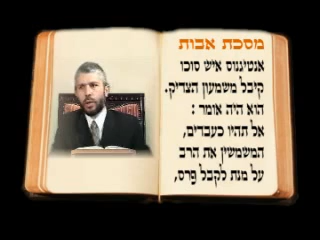 מסכת אבות
אנטיגנוס איש סוכו
קיבל משמעון הצדיק.
הוא היה אומר :
אל תהיו כעבדים,
המשמשין את הרב
על מנת לקבל פרס,